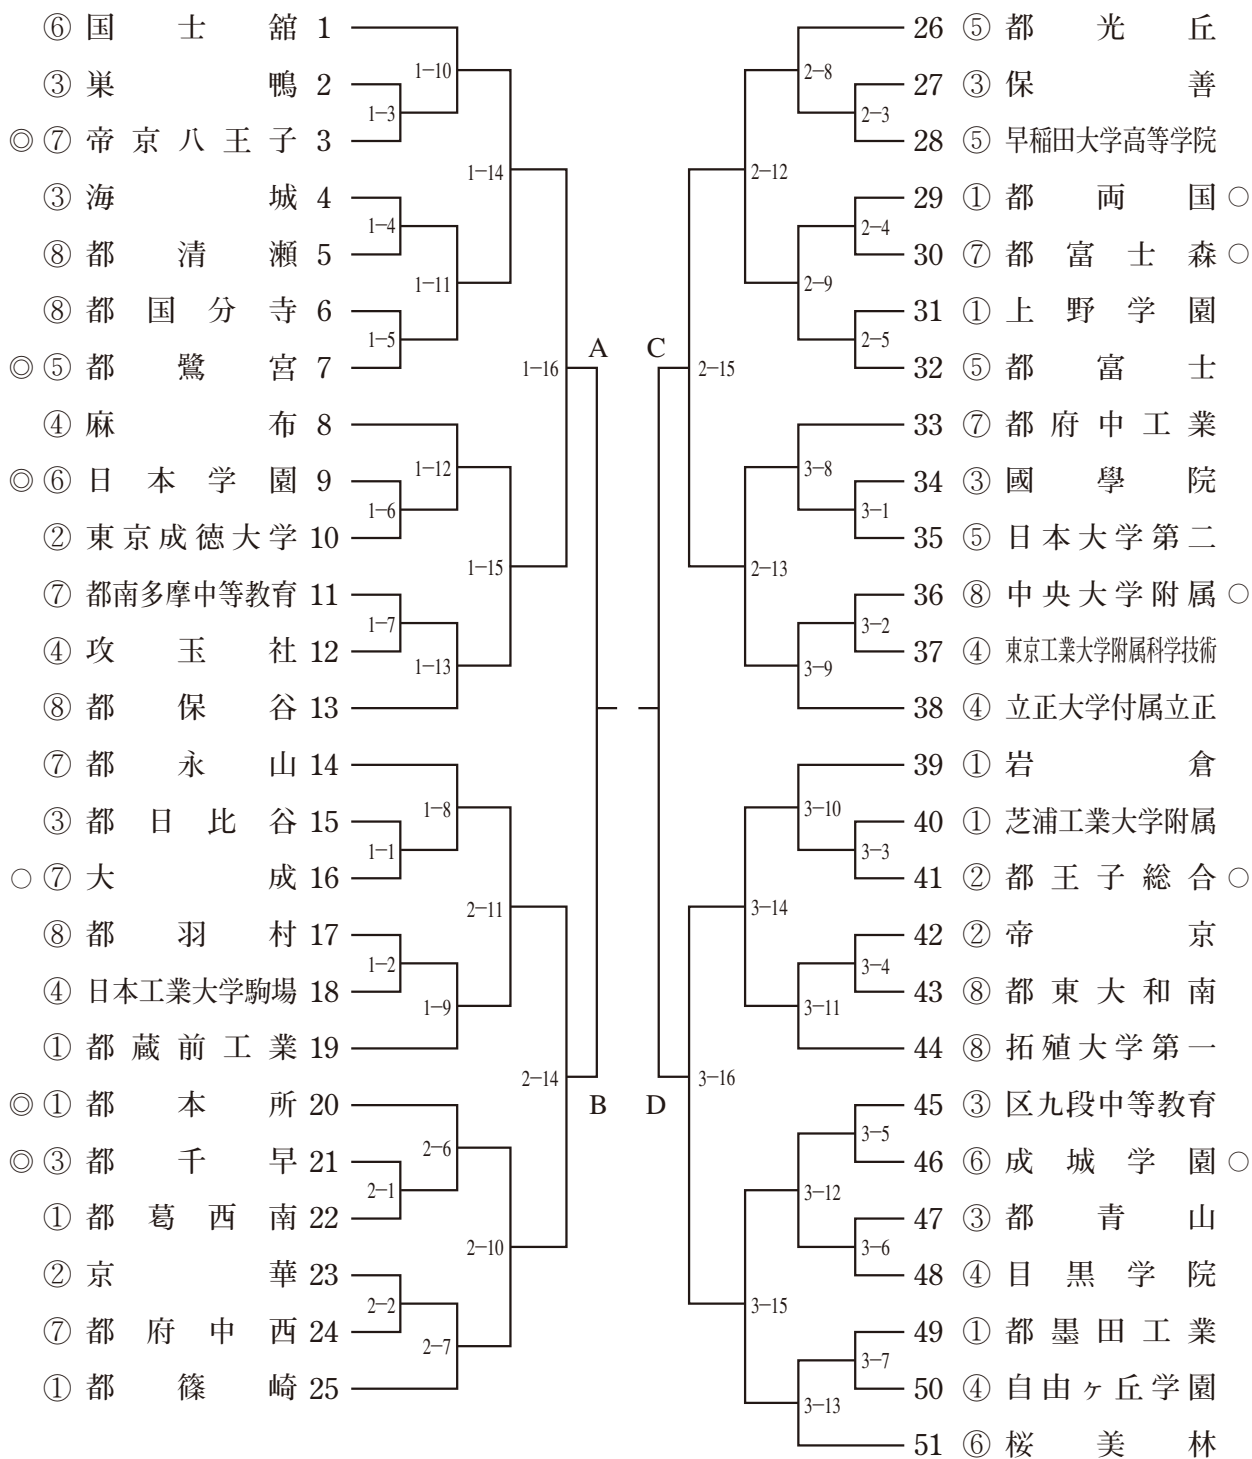 ⑥ 国士舘 1
③ 巣鴨 2
◎ ⑦ 帝京八王子 3
③ 海城 4
⑧ 都清瀬 5
⑧ 都国分寺 6
◎ ⑤ 都鷺宮 7
④ 麻布 8
◎ ⑥ 日本学園 9
② 東京成徳大学 10
⑦ 都南多摩中等教育 11
④ 攻玉社 12
⑧ 都保谷 13
⑦ 都永山 14
③ 都日比谷 15
○ ⑦ 大成 16
⑧ 都羽村 17
④ 日本工業大学駒場 18
① 都蔵前工業 19
◎ ① 都本所 20
◎ ③ 都千早 21
① 都葛西南 22
② 京華 23
⑦ 都府中西 24
① 都篠崎 25
1-10
1-3
1-14
1-4
1-11
1-5
1-16
A
1-12
1-6
1-15
1-7
1-13
1-8
1-1
2-11
1-2
1-9
2-14
B
2-6
2-1
2-10
2-2
2-7
2-8
2-3
2-12
2-4
2-9
2-5
C
2-15
3-8
3-1
2-13
3-2
3-9
3-10
3-3
3-14
3-4
3-11
D
3-16
3-5
3-12
3-6
3-15
3-7
3-13
26 ⑤ 都光丘
27 ③ 保善
28 ⑤ 早稲田大学高等学院
29 ① 都両国 ○
30 ⑦ 都富士森 ○
31 ① 上野学園
32 ⑤ 都富士
33 ⑦ 都府中工業
34 ③ 國學院
35 ⑤ 日本大学第二
36 ⑧ 中央大学附属 ○
37 ④ 東京工業大学附属科学技術
38 ④ 立正大学付属立正
39 ① 岩倉
40 ① 芝浦工業大学附属
41 ② 都王子総合 ○
42 ② 帝京
43 ⑧ 都東大和南
44 ⑧ 拓殖大学第一
45 ③ 区九段中等教育
46 ⑥ 成城学園 ○
47 ③ 都青山
48 ④ 目黒学院
49 ① 都墨田工業
50 ④ 自由ヶ丘学園
51 ⑥ 桜美林